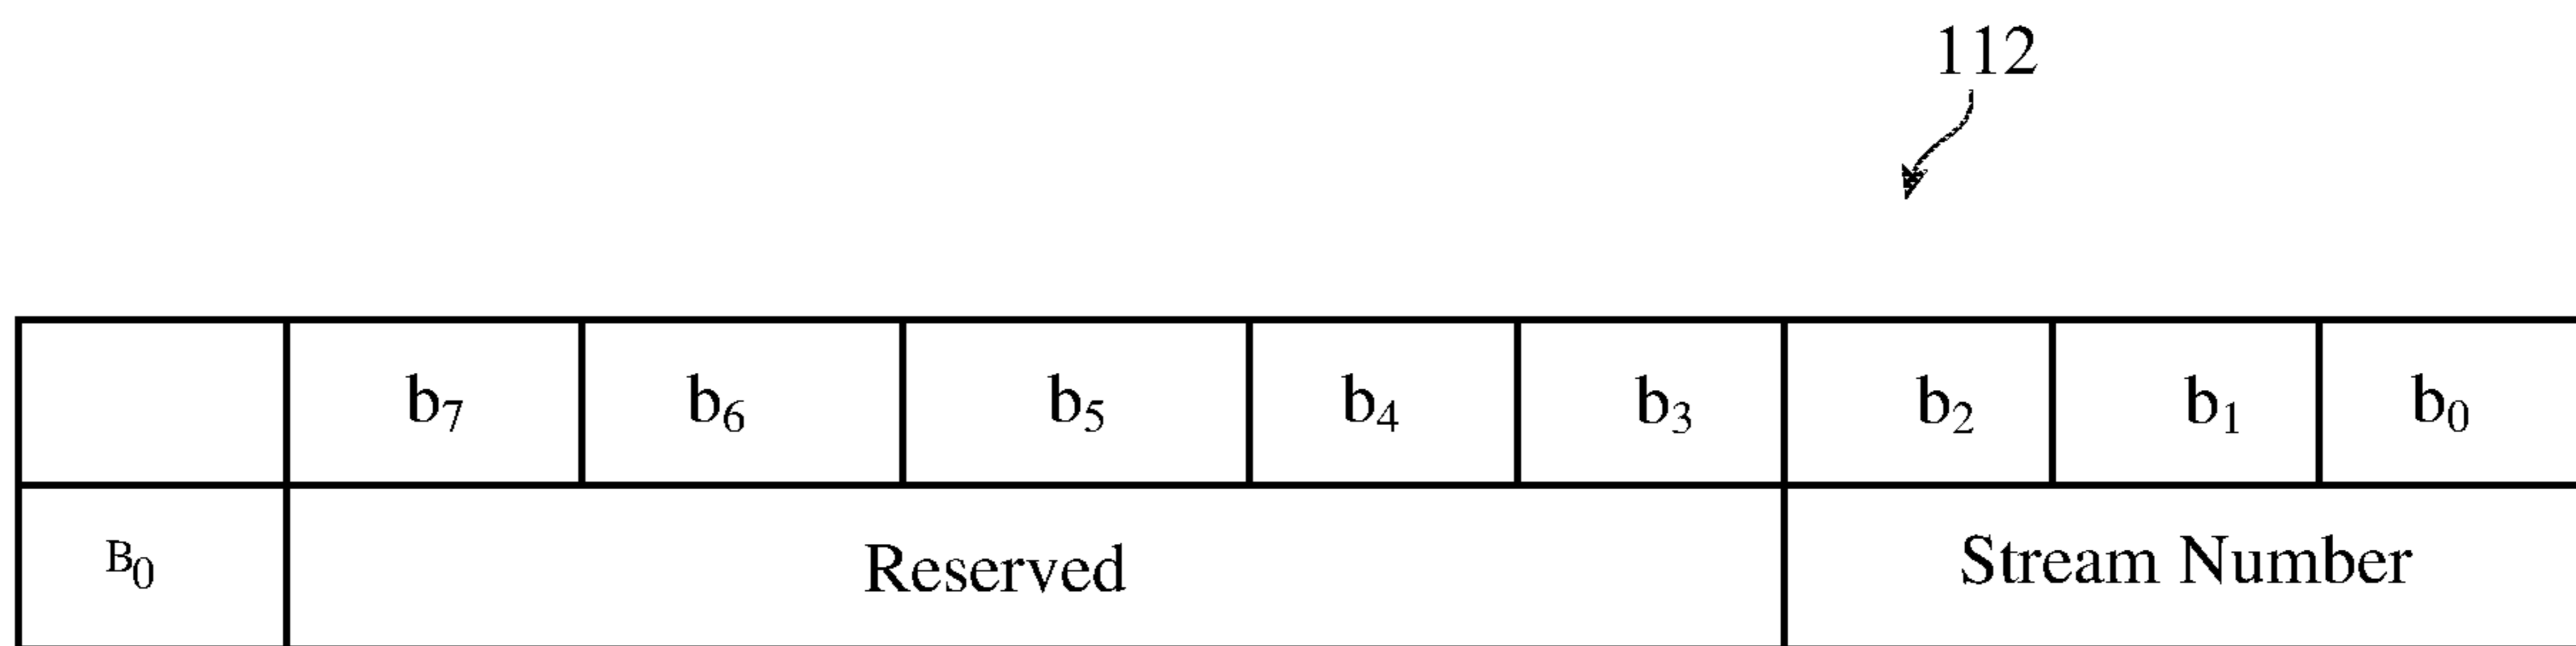 112
b₇ b₆ b₅ b₄ b₃ b₂ b₁ b₀
B₀ Reserved Stream Number